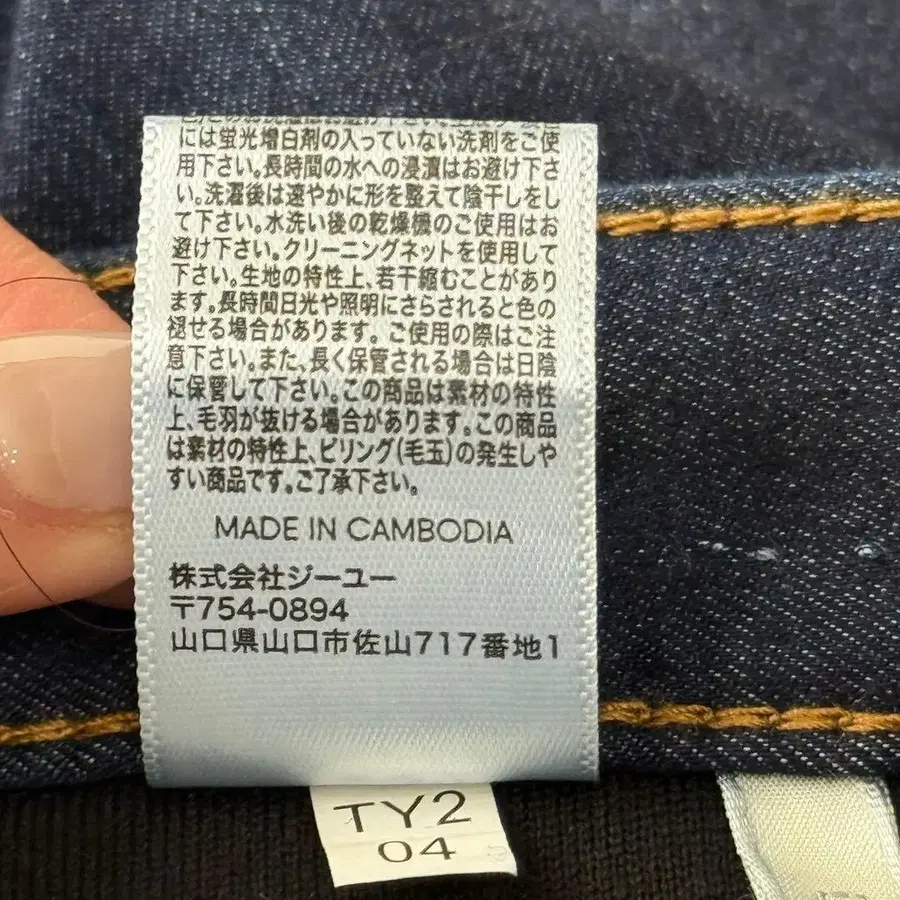 には蛍光増白剤の入っていない洗剤をご使
用下さい。長時間の水への浸漬はお避け下さ
い。洗濯後は速やかに形を整えて陰干しをし
て下さい。水洗い後の乾燥機のご使用はお
避け下さい。クリーニングネットを使用して
下さい。生地の特性上、若干縮むことがあり
ます。長時間日光や照明にさらされると色の
褪せる場合があります。ご使用の際はご注
意下さい。また、長く保管される場合は日陰
に保管して下さい。この商品は素材の特性
上、毛羽が抜ける場合があります。この商品
は素材の特性上、ピリング(毛玉)の発生しや
すい商品です。ご了承下さい。
MADE IN CAMBODIA
株式会社ジーユー
〒754-0894
山口県山口市佐山717番地1
TY2
04